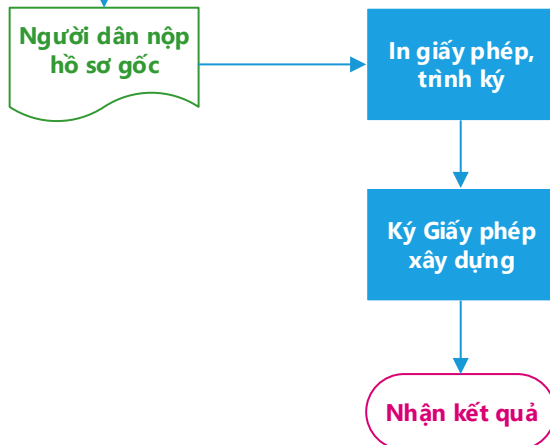 Người dân nộp
hồ sơ gốc
In giấy phép,
trình ký
Ký Giấy phép
xây dựng
Nhận kết quả